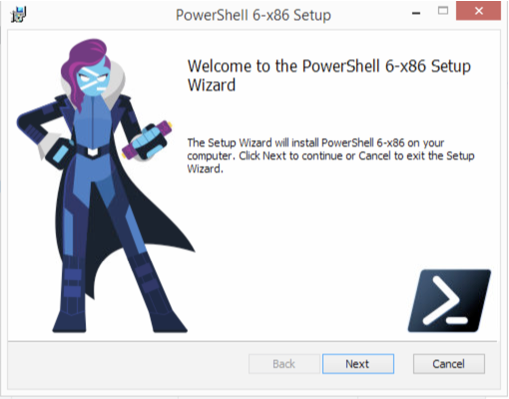 PowerShell 6-x86 Setup
Welcome to the PowerShell 6-x86 Setup
Wizard
The Setup Wizard will install PowerShell 6-x86 on your
computer. Click Next to continue or Cancel to exit the Setup
Wizard.
Back Next Cancel